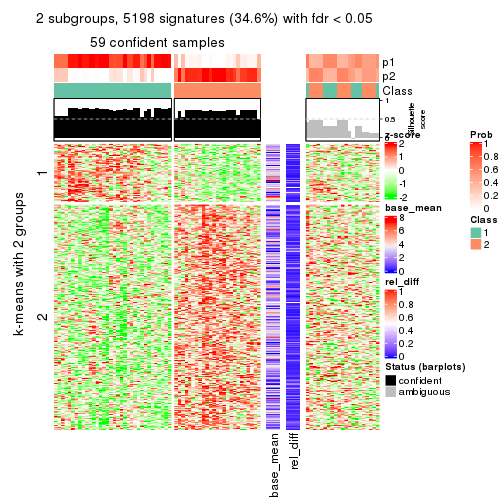 2 subgroups, 5198 signatures (34.6%) with fdr < 0.05
59 confident samples
p1
p2
Class
1
0.5
0
Silhouette
score
k-means with 2 groups
1
2
base_mean
rel_diff
z-score
2
1
0
-1
-2
base_mean
8
6
4
2
0
rel_diff
1
0.8
0.6
0.4
0.2
0
Status (barplots)
confident
ambiguous
Prob
1
0.8
0.6
0.4
0.2
0
Class
1
2